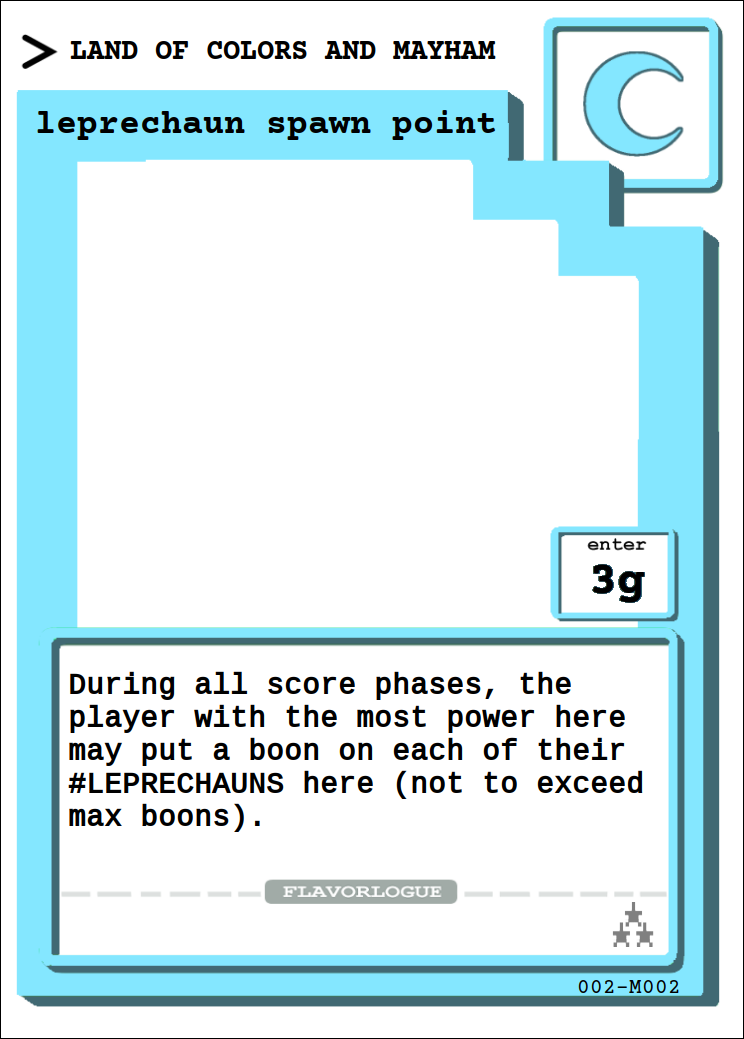 > LAND OF COLORS AND MAYHAM
leprechaun spawn point
enter
3g
During all score phases, the
player with the most power here
may put a boon on each of their
#LEPRECHAUNS here (not to exceed
max boons).
FLAVORLOGUE
002-M002